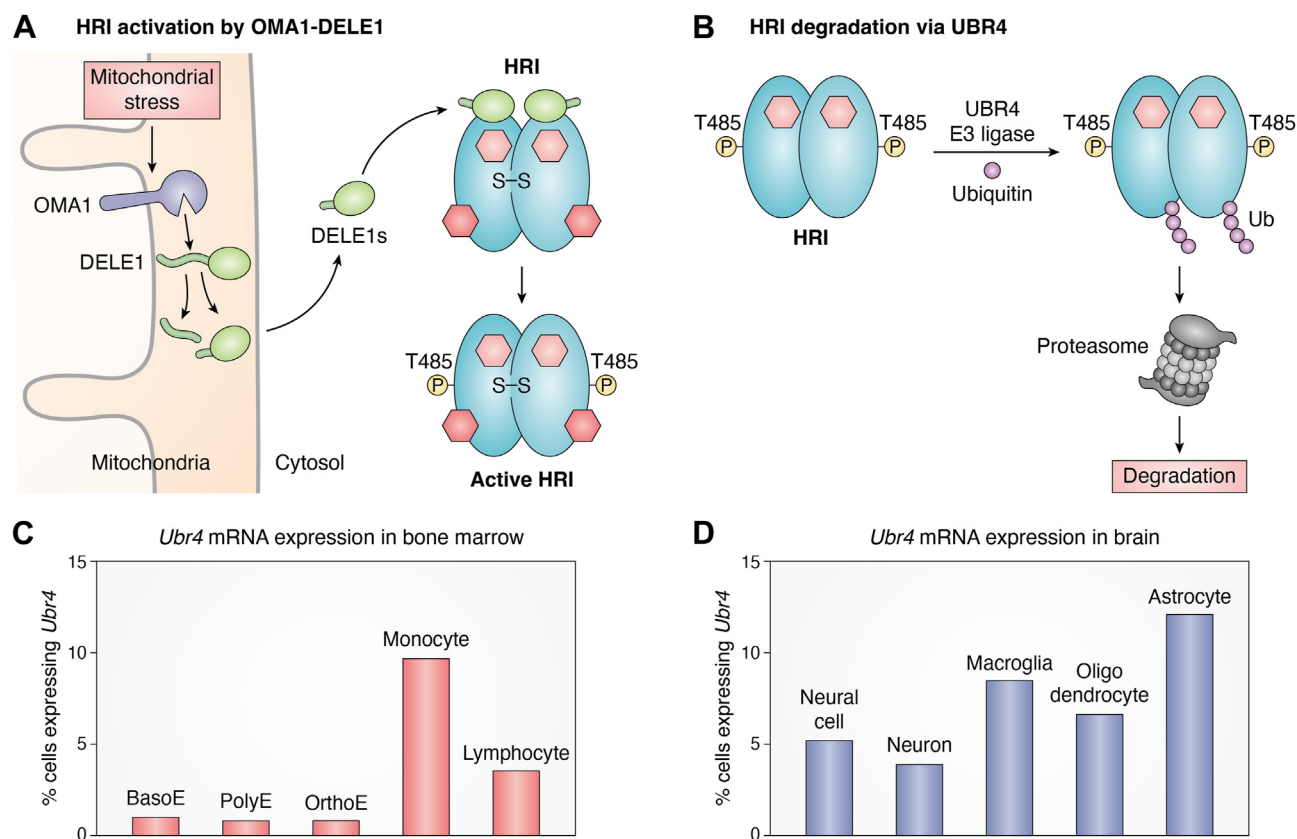 A HRI activation by OMA1-DELE1
Mitochondrial
stress
OMA1
DELE1
Mitochondria
Cytosol
DELE1s
HRI
S–S
T485
P
T485
P
S–S
Active HRI
B HRI degradation via UBR4
T485
P
T485
P
HRI
UBR4
E3 ligase
Ubiquitin
T485
P
T485
P
Ub
Proteasome
Degradation
C Ubr4 mRNA expression in bone marrow
% cells expressing Ubr4
15
10
5
0
BasoE
PolyE
OrthoE
Monocyte
Lymphocyte
D Ubr4 mRNA expression in brain
% cells expressing Ubr4
15
10
5
0
Neural
cell
Neuron
Macroglia
Oligo
dendrocyte
Astrocyte